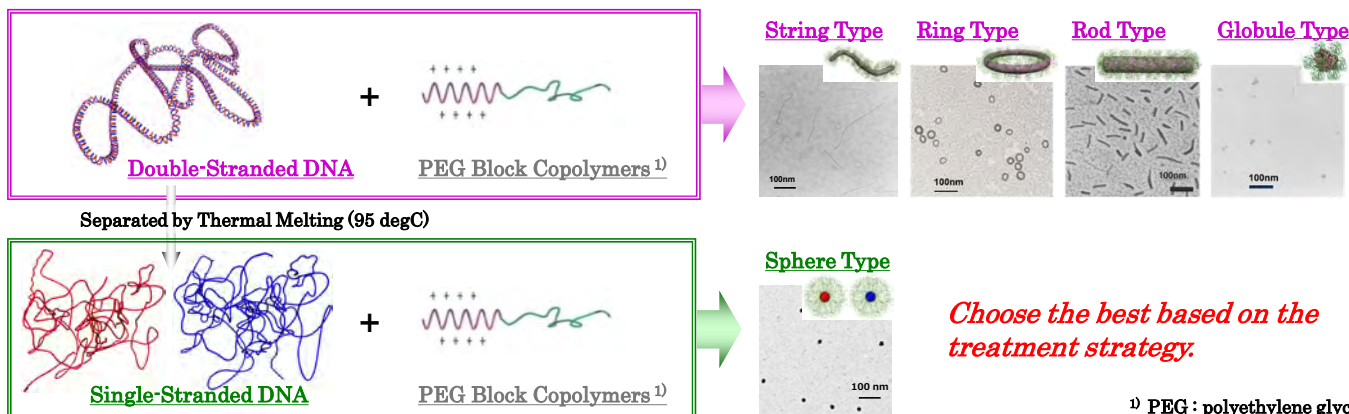 String Type
Ring Type
Rod Type
Globule Type
+ + + +
+
+ + + +
Double-Stranded DNA
PEG Block Copolymers 1)
100nm
100nm
100nm
100nm
Separated by Thermal Melting (95 degC)
Sphere Type
+ + + +
+
+ + + +
Choose the best based on the
treatment strategy.
100 nm
Single-Stranded DNA
PEG Block Copolymers 1)
1) PEG : polyethylene glyc